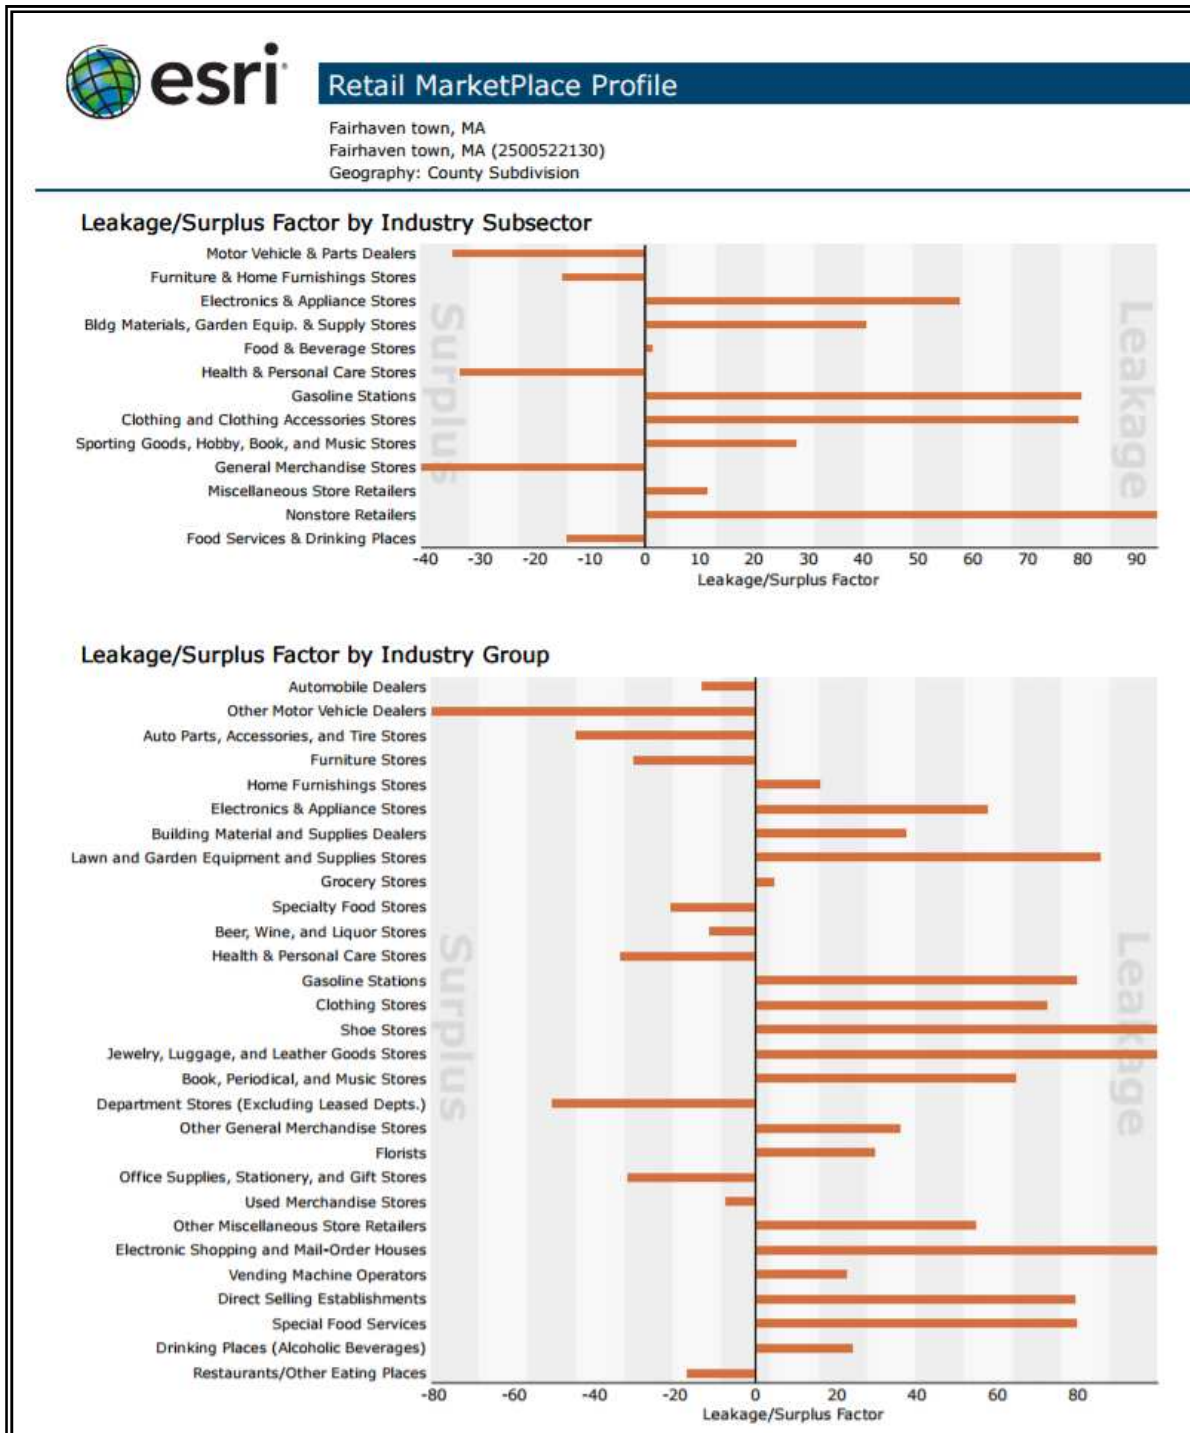 esri
Retail MarketPlace Profile
Fairhaven town, MA
Fairhaven town, MA (2500522130)
Geography: County Subdivision
Leakage/Surplus Factor by Industry Subsector
Motor Vehicle & Parts Dealers
Furniture & Home Furnishings Stores
Electronics & Appliance Stores
Bldg Materials, Garden Equip. & Supply Stores
Food & Beverage Stores
Health & Personal Care Stores
Gasoline Stations
Clothing and Clothing Accessories Stores
Sporting Goods, Hobby, Book, and Music Stores
General Merchandise Stores
Miscellaneous Store Retailers
Nonstore Retailers
Food Services & Drinking Places
Surplus
Leakage
-40 -30 -20 -10 0 10 20 30 40 50 60 70 80 90
Leakage/Surplus Factor
Leakage/Surplus Factor by Industry Group
Automobile Dealers
Other Motor Vehicle Dealers
Auto Parts, Accessories, and Tire Stores
Furniture Stores
Home Furnishings Stores
Electronics & Appliance Stores
Building Material and Supplies Dealers
Lawn and Garden Equipment and Supplies Stores
Grocery Stores
Specialty Food Stores
Beer, Wine, and Liquor Stores
Health & Personal Care Stores
Gasoline Stations
Clothing Stores
Shoe Stores
Jewelry, Luggage, and Leather Goods Stores
Book, Periodical, and Music Stores
Department Stores (Excluding Leased Depts.)
Other General Merchandise Stores
Florists
Office Supplies, Stationery, and Gift Stores
Used Merchandise Stores
Other Miscellaneous Store Retailers
Electronic Shopping and Mail-Order Houses
Vending Machine Operators
Direct Selling Establishments
Special Food Services
Drinking Places (Alcoholic Beverages)
Restaurants/Other Eating Places
Surplus
Leakage
-80 -60 -40 -20 0 20 40 60 80
Leakage/Surplus Factor